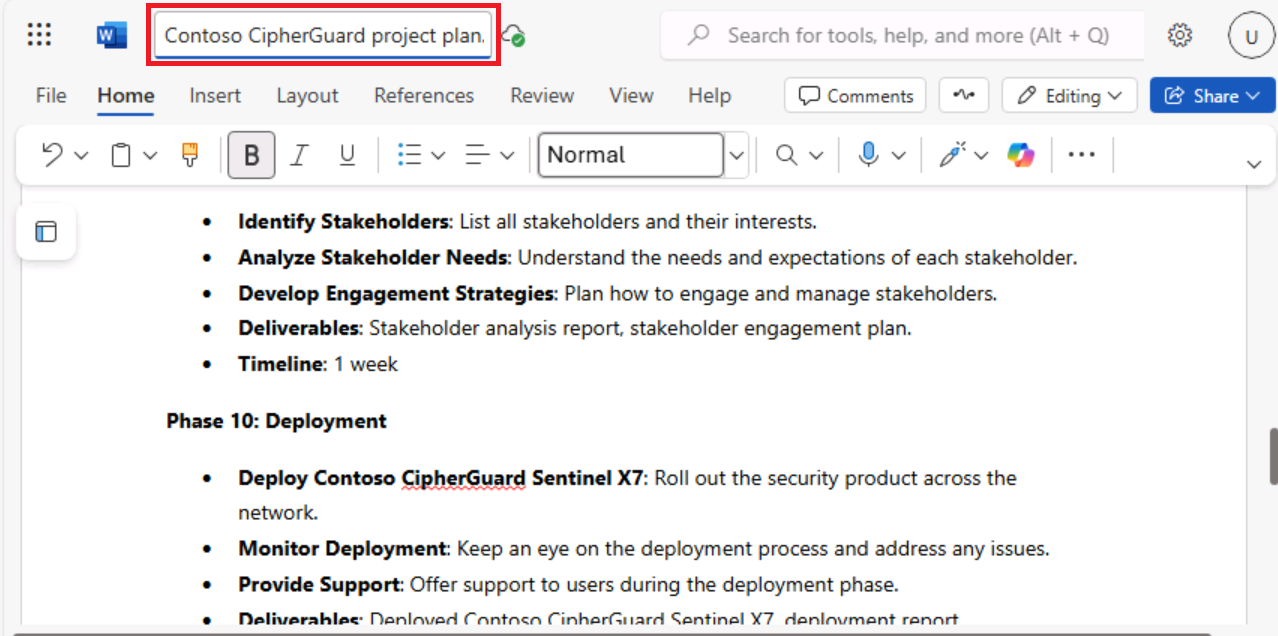 W
Contoso CipherGuard project plan.
Search for tools, help, and more (Alt + Q)
U
File Home Insert Layout References Review View Help Comments Editing Share
B I U Normal
• Identify Stakeholders: List all stakeholders and their interests.
• Analyze Stakeholder Needs: Understand the needs and expectations of each stakeholder.
• Develop Engagement Strategies: Plan how to engage and manage stakeholders.
• Deliverables: Stakeholder analysis report, stakeholder engagement plan.
• Timeline: 1 week
Phase 10: Deployment
• Deploy Contoso CipherGuard Sentinel X7: Roll out the security product across the
network.
• Monitor Deployment: Keep an eye on the deployment process and address any issues.
• Provide Support: Offer support to users during the deployment phase.
• Deliverables: Deployed Contoso CipherGuard Sentinel X7, deployment report